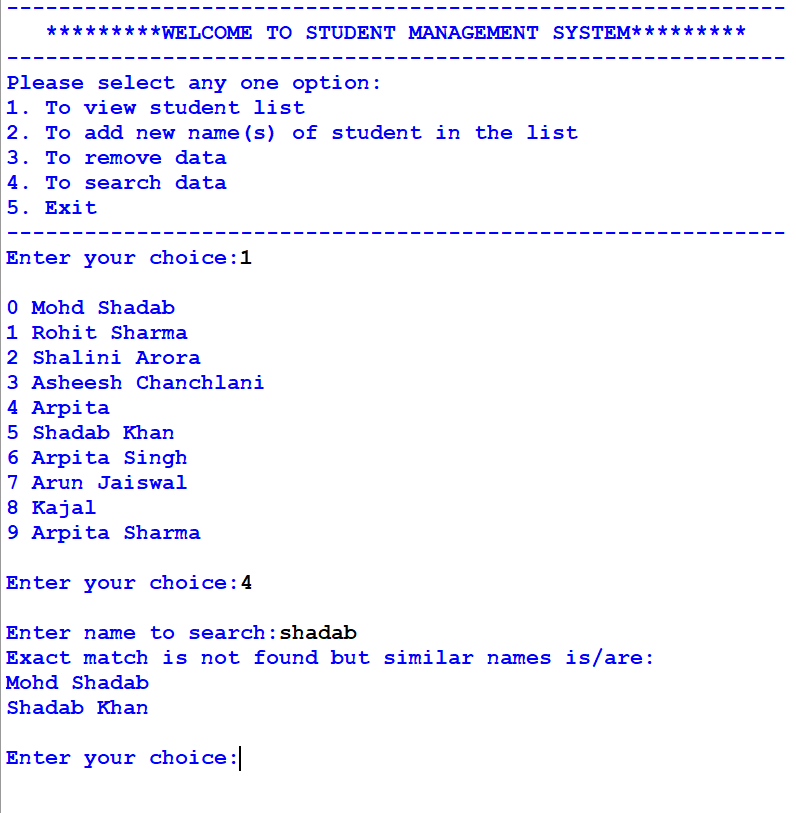 ------------------------------------------------------------
*********WELCOME TO STUDENT MANAGEMENT SYSTEM*********
------------------------------------------------------------
Please select any one option:
1. To view student list
2. To add new name(s) of student in the list
3. To remove data
4. To search data
5. Exit
------------------------------------------------------------
Enter your choice:1
0 Mohd Shadab
1 Rohit Sharma
2 Shalini Arora
3 Asheesh Chanchlani
4 Arpita
5 Shadab Khan
6 Arpita Singh
7 Arun Jaiswal
8 Kajal
9 Arpita Sharma
Enter your choice:4
Enter name to search:shadab
Exact match is not found but similar names is/are:
Mohd Shadab
Shadab Khan
Enter your choice: